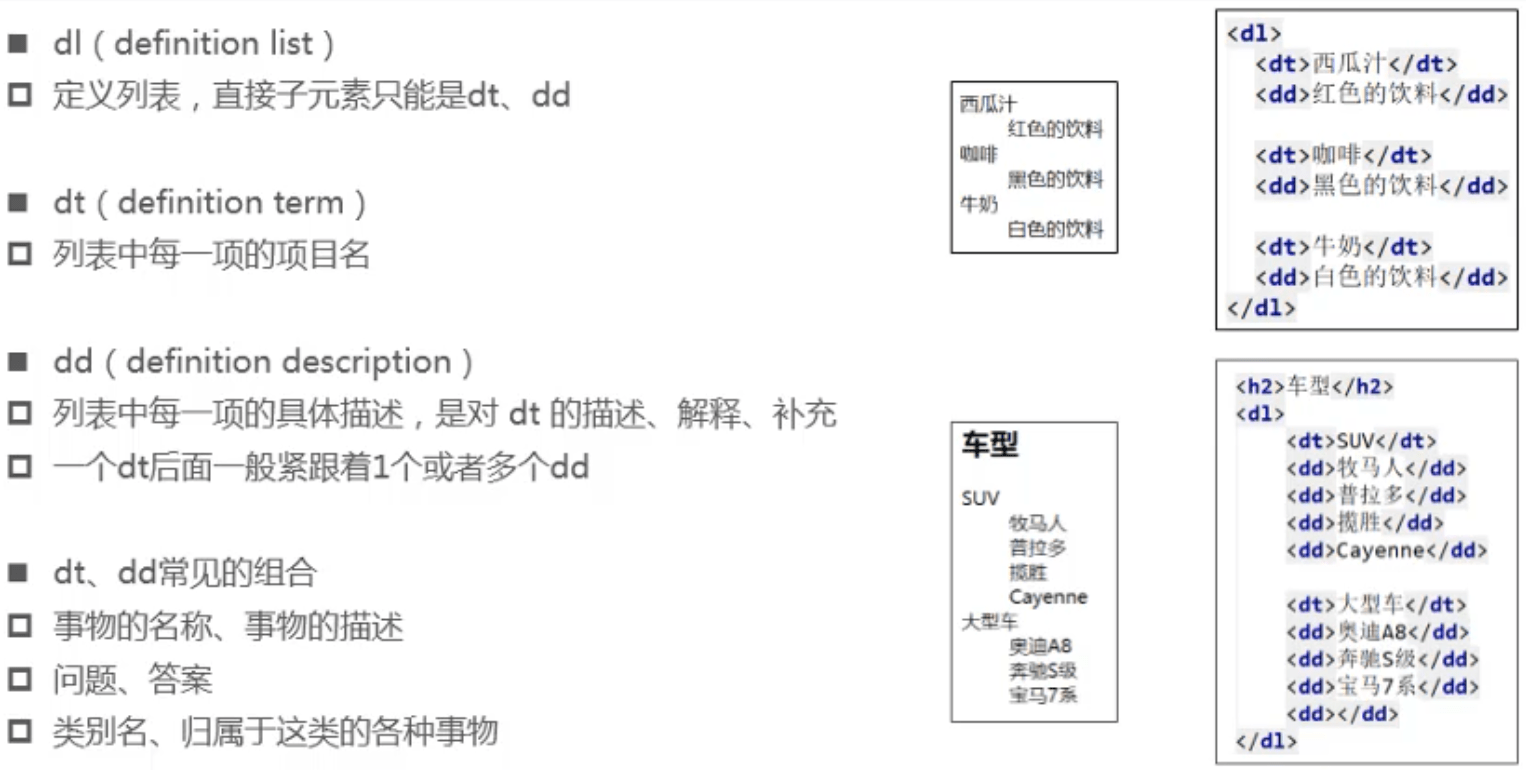 dl ( definition list )
定义列表，直接子元素只能是dt、dd
dt ( definition term )
列表中每一项的项目名
dd ( definition description )
列表中每一项的具体描述，是对 dt 的描述、解释、补充
一个dt后面一般紧跟着1个或者多个dd
dt、dd常见的组合
事物的名称、事物的描述
问题、答案
类别名、归属于这类的各种事物
西瓜汁
红色的饮料
咖啡
黑色的饮料
牛奶
白色的饮料
车型
SUV
牧马人
普拉多
揽胜
Cayenne
大型车
奥迪A8
奔驰S级
宝马7系
<dl>
<dt>西瓜汁</dt>
<dd>红色的饮料</dd>
<dt>咖啡</dt>
<dd>黑色的饮料</dd>
<dt>牛奶</dt>
<dd>白色的饮料</dd>
</dl>
<h2>车型</h2>
<dl>
<dt>SUV</dt>
<dd>牧马人</dd>
<dd>普拉多</dd>
<dd>揽胜</dd>
<dd>Cayenne</dd>
<dt>大型车</dt>
<dd>奥迪A8</dd>
<dd>奔驰S级</dd>
<dd>宝马7系</dd>
<dd></dd>
</dl>